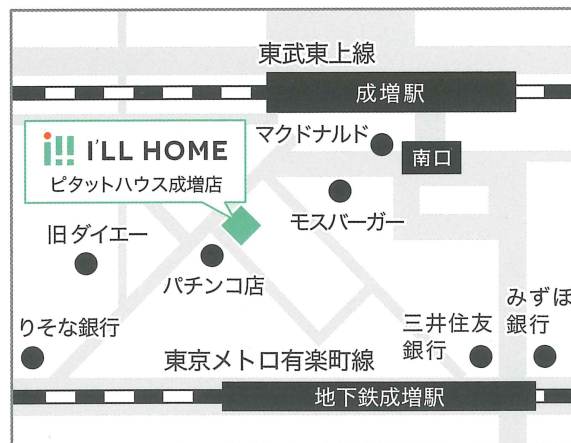 東武東上線
成増駅
マクドナルド
南口
ill I'LL HOME
ピタットハウス成増店
モスバーガー
旧ダイエー
パチンコ店
りそな銀行
三井住友
銀行
みずほ
銀行
東京メトロ有楽町線
地下鉄成増駅